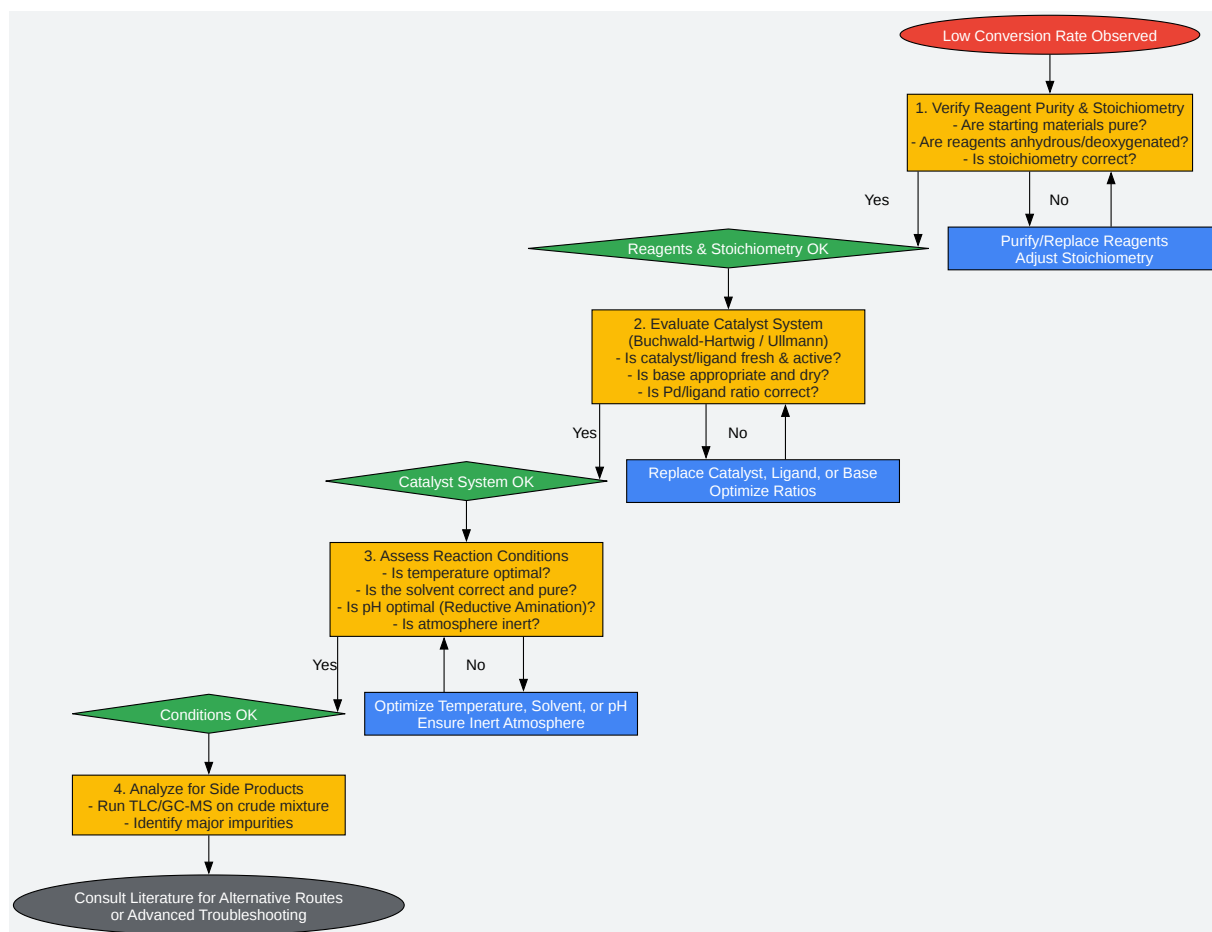 Low Conversion Rate Observed
1. Verify Reagent Purity & Stoichiometry
- Are starting materials pure?
- Are reagents anhydrous/deoxygenated?
- Is stoichiometry correct?
Yes
No
Purify/Replace Reagents
Adjust Stoichiometry
Reagents & Stoichiometry OK
2. Evaluate Catalyst System
(Buchwald-Hartwig / Ullmann)
- Is catalyst/ligand fresh & active?
- Is base appropriate and dry?
- Is Pd/ligand ratio correct?
Yes
No
Replace Catalyst, Ligand, or Base
Optimize Ratios
Catalyst System OK
3. Assess Reaction Conditions
- Is temperature optimal?
- Is the solvent correct and pure?
- Is pH optimal (Reductive Amination)?
- Is atmosphere inert?
Yes
No
Optimize Temperature, Solvent, or pH
Ensure Inert Atmosphere
Conditions OK
4. Analyze for Side Products
- Run TLC/GC-MS on crude mixture
- Identify major impurities
Consult Literature for Alternative Routes
or Advanced Troubleshooting